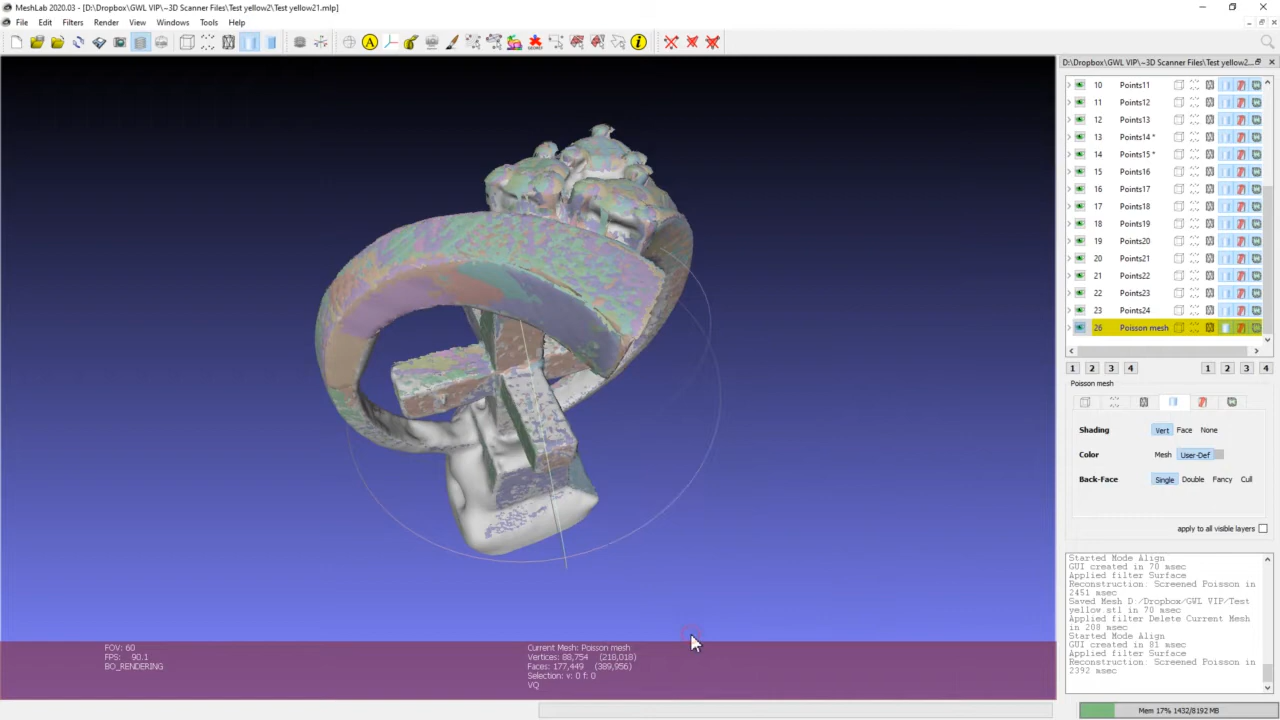 MeshLab 2020.03 - [D:\Dropbox\GWL VIP\~3D Scanner Files\Test yellow2\Test yellow21.mlp]
File Edit Filters Render View Windows Tools Help
D:\Dropbox\GWL VIP\~3D Scanner Files\Test yellow2...
10 Points11
11 Points12
12 Points13
13 Points14 *
14 Points15 *
15 Points16
16 Points17
17 Points18
18 Points19
19 Points20
20 Points21
21 Points22
22 Points23
23 Points24
26 Poisson mesh
1 2 3 4 1 2 3 4
Poisson mesh
Shading Vert Face None
Color Mesh User-Def
Back-Face Single Double Fancy Cull
apply to all visible layers
Started Mode Align
GUI created in 70 msec
Applied filter Surface
Reconstruction: Screened Poisson in
2451 msec
Saved Mesh D:/Dropbox/GWL VIP/Test
yellow.stl in 70 msec
Applied filter Delete Current Mesh
in 208 msec
Started Mode Align
GUI created in 81 msec
Applied filter Surface
Reconstruction: Screened Poisson in
2392 msec
FOV: 60
FPS: 90.1
BO_RENDERING
Current Mesh: Poisson mesh
Vertices: 88,754 (218,018)
Faces: 177,449 (389,956)
Selection: v: 0 f: 0
VQ
Mem 17% 1432/8192 MB